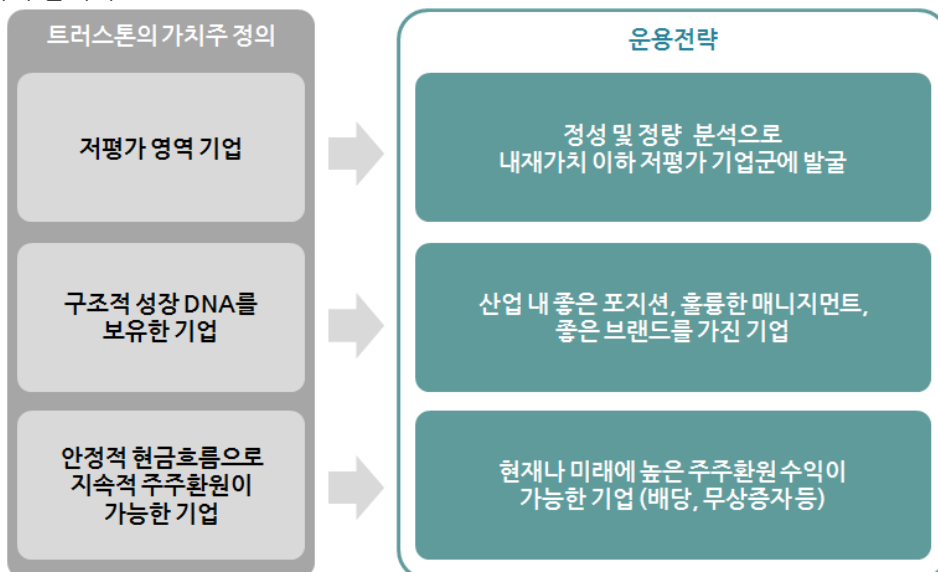 트러스톤의 가치주 정의
운용전략
저평가 영역 기업
정성 및 정량 분석으로
내재가치 이하 저평가 기업군에 발굴
구조적 성장 DNA를
보유한 기업
산업 내 좋은 포지션, 훌륭한 매니지먼트,
좋은 브랜드를 가진 기업
안정적 현금흐름으로
지속적 주주환원이
가능한 기업
현재나 미래에 높은 주주환원 수익이
가능한 기업 (배당, 무상증자 등)